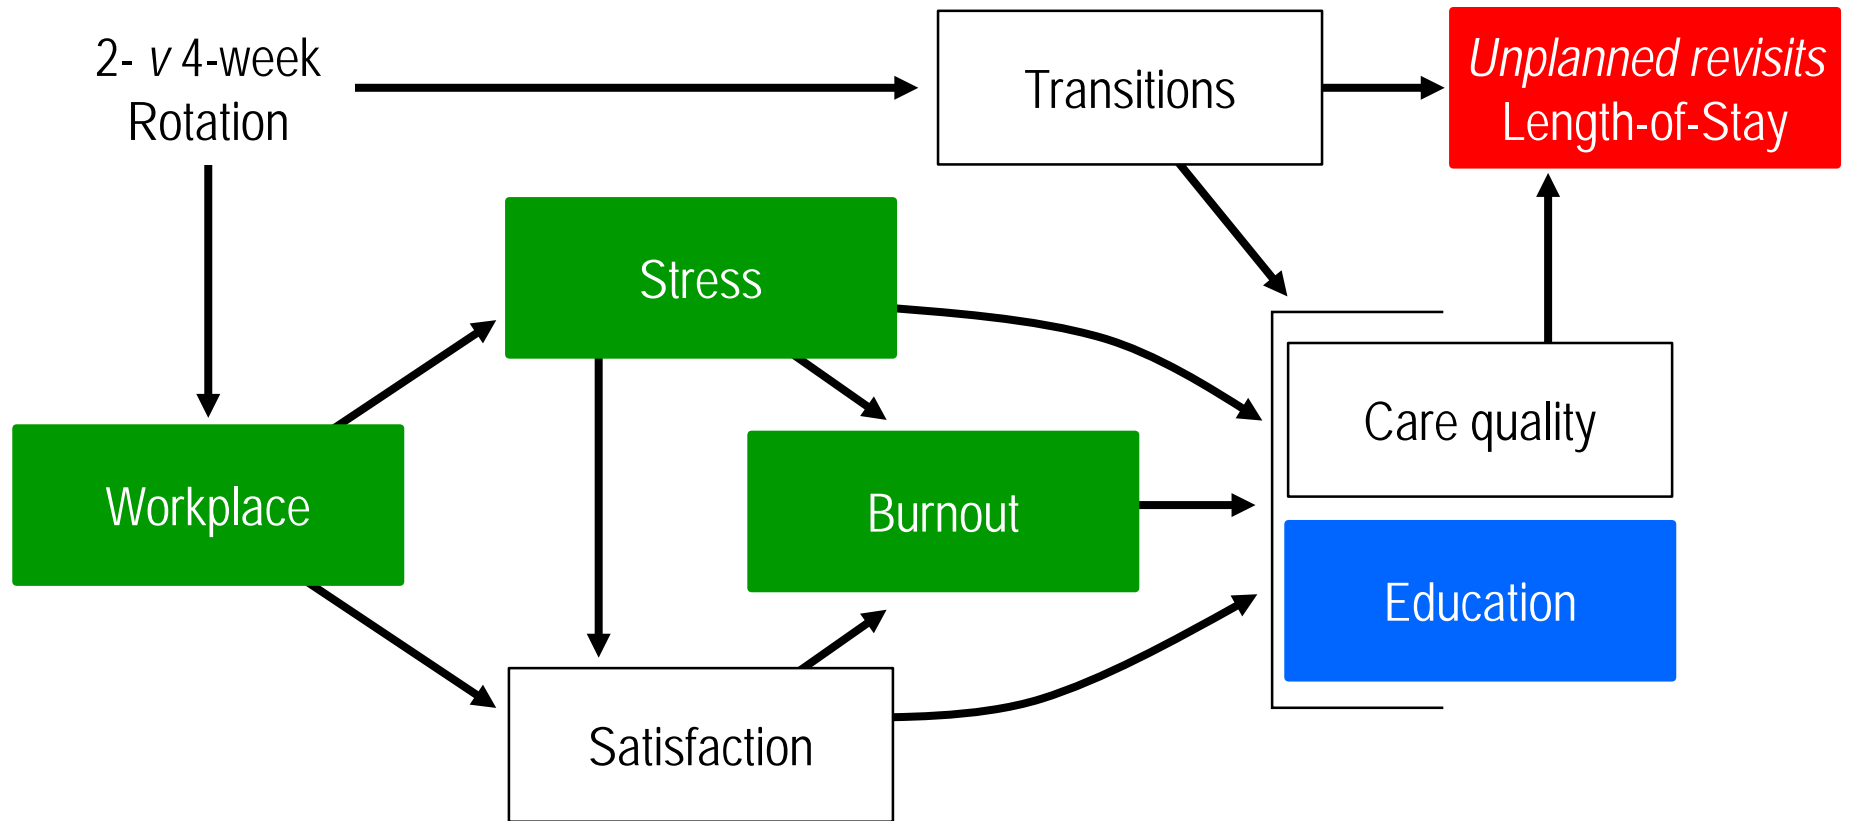 2- v 4-week
Rotation
Transitions
Unplanned revisits
Length-of-Stay
Stress
Care quality
Workplace
Burnout
Education
Satisfaction